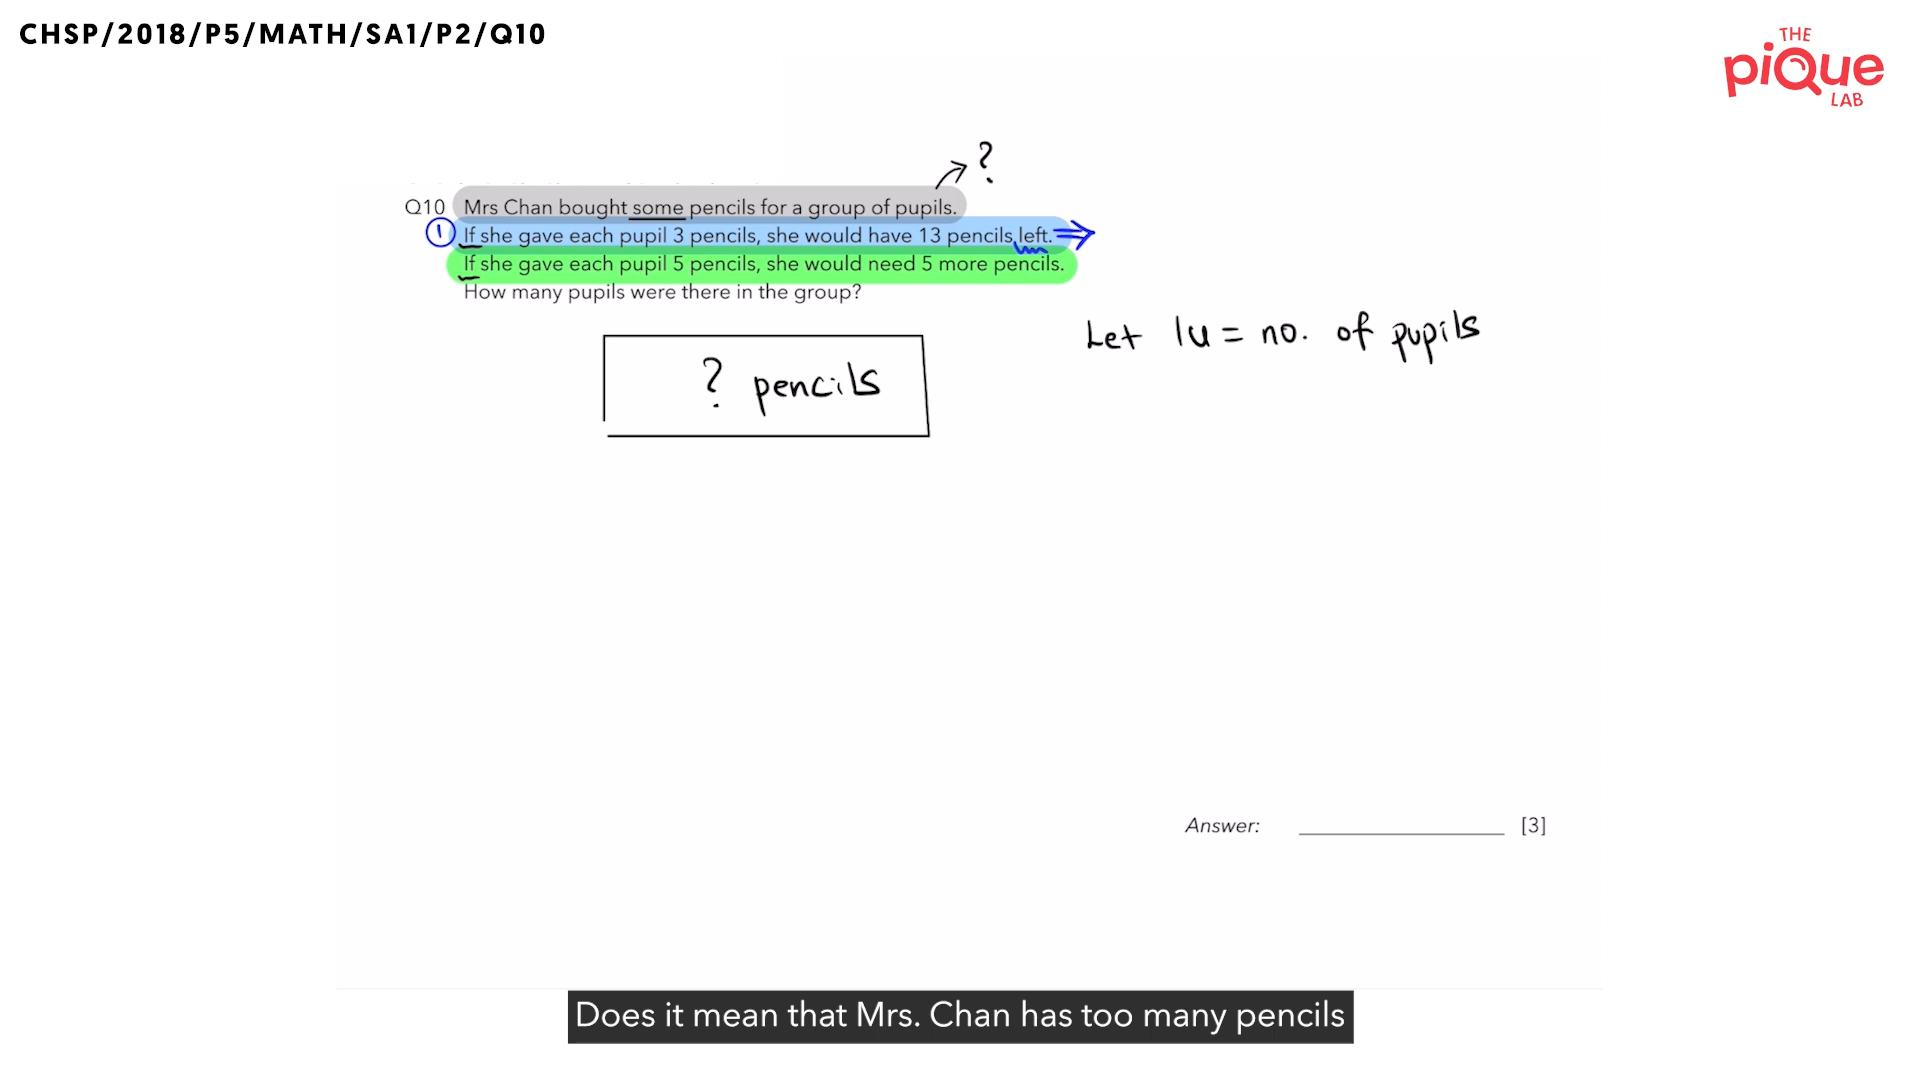 CHSP/2018/P5/MATH/SA1/P2/Q10
THE
piQue
LAB
?
Q10 Mrs Chan bought some pencils for a group of pupils.
1 If she gave each pupil 3 pencils, she would have 13 pencils left.
If she gave each pupil 5 pencils, she would need 5 more pencils.
How many pupils were there in the group?
Let 1u = no. of pupils
? pencils
Answer: ____________ [3]
Does it mean that Mrs. Chan has too many pencils